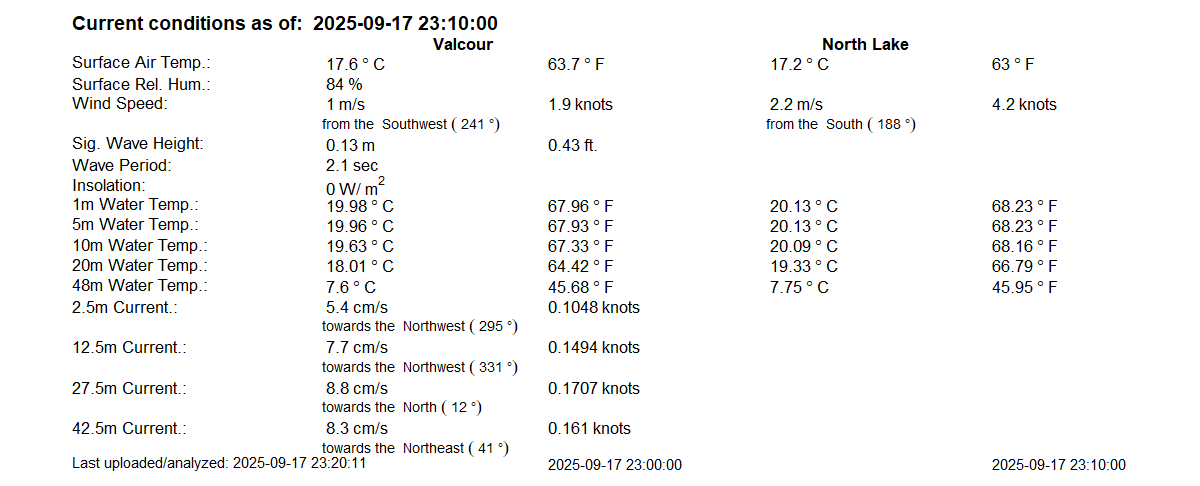 Current conditions as of: 2025-09-17 23:10:00
Valcour North Lake
Surface Air Temp.: 17.6 ° C 63.7 ° F 17.2 ° C 63 ° F
Surface Rel. Hum.: 84 %
Wind Speed: 1 m/s 1.9 knots 2.2 m/s 4.2 knots
from the Southwest ( 241 °) from the South ( 188 °)
Sig. Wave Height: 0.13 m 0.43 ft.
Wave Period: 2.1 sec
Insolation: 0 W/ m2
1m Water Temp.: 19.98 ° C 67.96 ° F 20.13 ° C 68.23 ° F
5m Water Temp.: 19.96 ° C 67.93 ° F 20.13 ° C 68.23 ° F
10m Water Temp.: 19.63 ° C 67.33 ° F 20.09 ° C 68.16 ° F
20m Water Temp.: 18.01 ° C 64.42 ° F 19.33 ° C 66.79 ° F
48m Water Temp.: 7.6 ° C 45.68 ° F 7.75 ° C 45.95 ° F
2.5m Current.: 5.4 cm/s 0.1048 knots
towards the Northwest ( 295 °)
12.5m Current.: 7.7 cm/s 0.1494 knots
towards the Northwest ( 331 °)
27.5m Current.: 8.8 cm/s 0.1707 knots
towards the North ( 12 °)
42.5m Current.: 8.3 cm/s 0.161 knots
towards the Northeast ( 41 °)
Last uploaded/analyzed: 2025-09-17 23:20:11 2025-09-17 23:00:00 2025-09-17 23:10:00